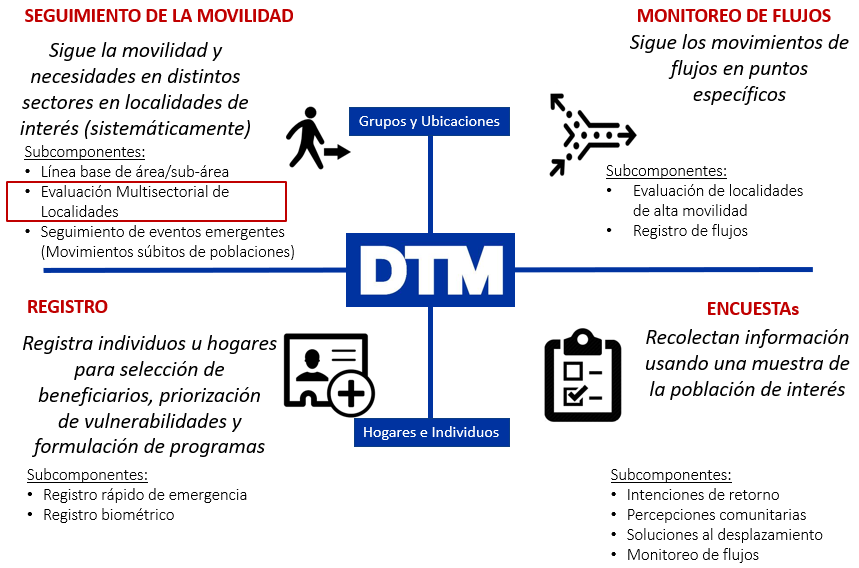 SEGUIMIENTO DE LA MOVILIDAD
Sigue la movilidad y
necesidades en distintos
sectores en localidades de
interés (sistemáticamente)
Subcomponentes:
• Línea base de área/sub-área
• Evaluación Multisectorial de
Localidades
• Seguimiento de eventos emergentes
(Movimientos súbitos de poblaciones)
Grupos y Ubicaciones
MONITOREO DE FLUJOS
Sigue los movimientos de
flujos en puntos
específicos
Subcomponentes:
• Evaluación de localidades
de alta movilidad
• Registro de flujos
DTM
REGISTRO
Registra individuos u hogares
para selección de
beneficiarios, priorización
de vulnerabilidades y
formulación de programas
Subcomponentes:
• Registro rápido de emergencia
• Registro biométrico
Hogares e Individuos
ENCUESTAs
Recolectan información
usando una muestra de
la población de interés
Subcomponentes:
• Intenciones de retorno
• Percepciones comunitarias
• Soluciones al desplazamiento
• Monitoreo de flujos